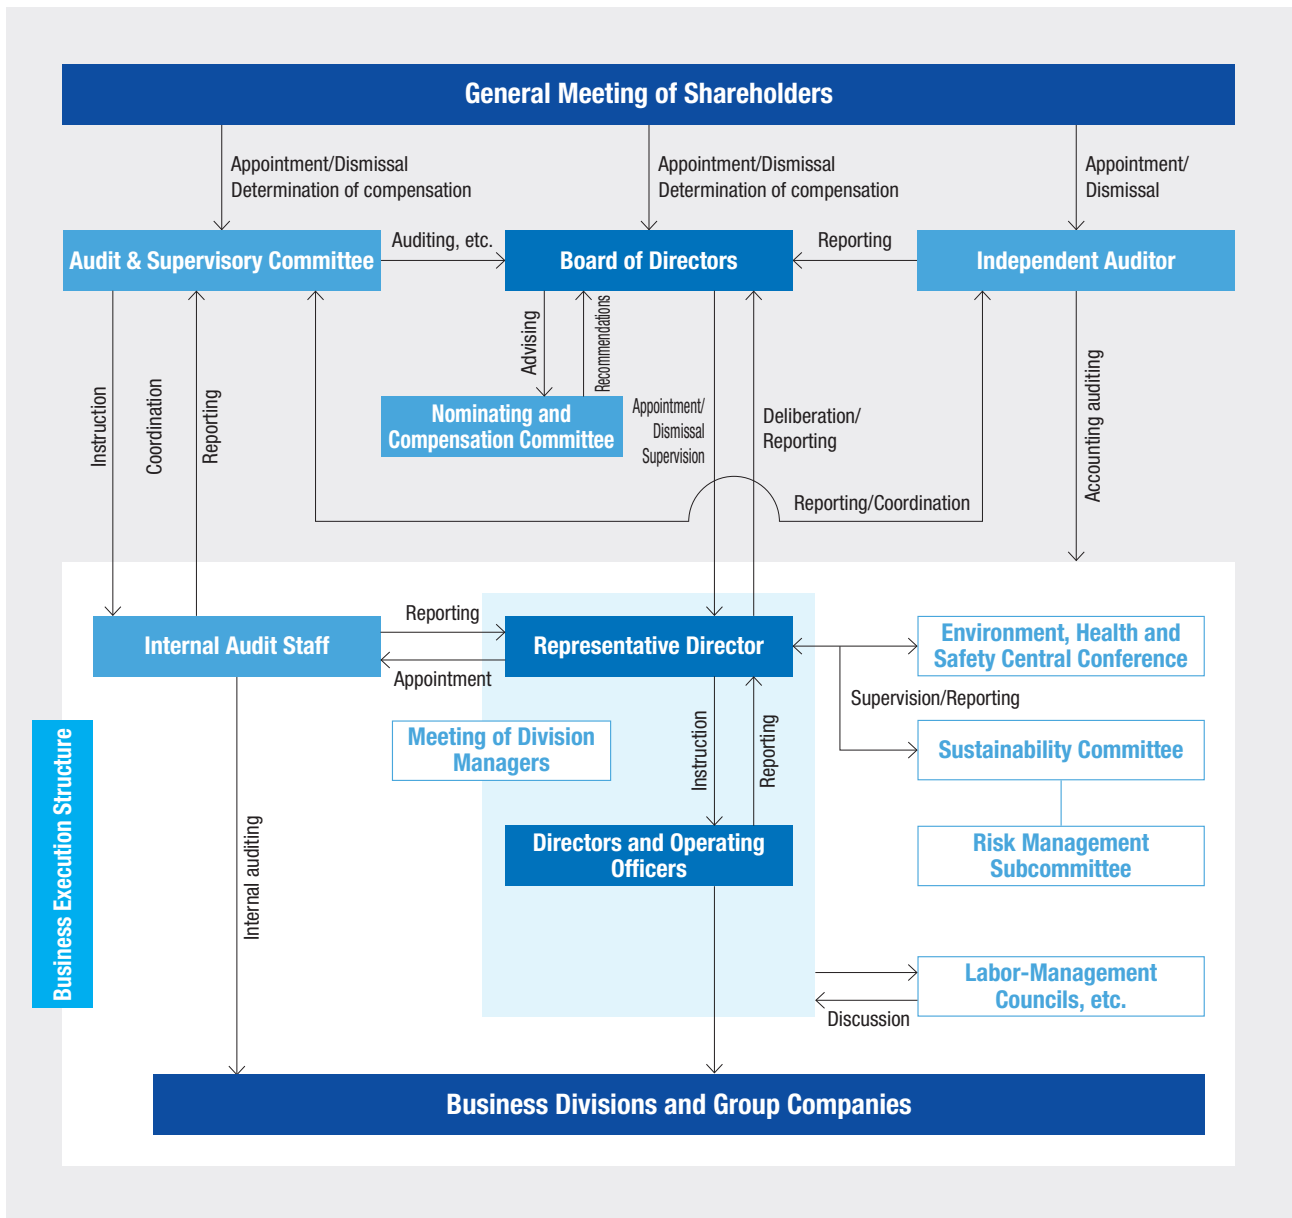 General Meeting of Shareholders
Appointment/Dismissal
Determination of compensation
Appointment/Dismissal
Determination of compensation
Appointment/
Dismissal
Audit & Supervisory Committee
Auditing, etc.
Board of Directors
Reporting
Independent Auditor
Advising
Recommendations
Nominating and
Compensation Committee
Instruction
Coordination
Reporting
Appointment/
Dismissal
Supervision
Deliberation/
Reporting
Accounting auditing
Reporting/Coordination
Internal Audit Staff
Reporting
Appointment
Representative Director
Environment, Health and
Safety Central Conference
Supervision/Reporting
Meeting of Division
Managers
Instruction
Reporting
Sustainability Committee
Business Execution Structure
Internal auditing
Directors and Operating
Officers
Risk Management
Subcommittee
Labor-Management
Councils, etc.
Discussion
Business Divisions and Group Companies